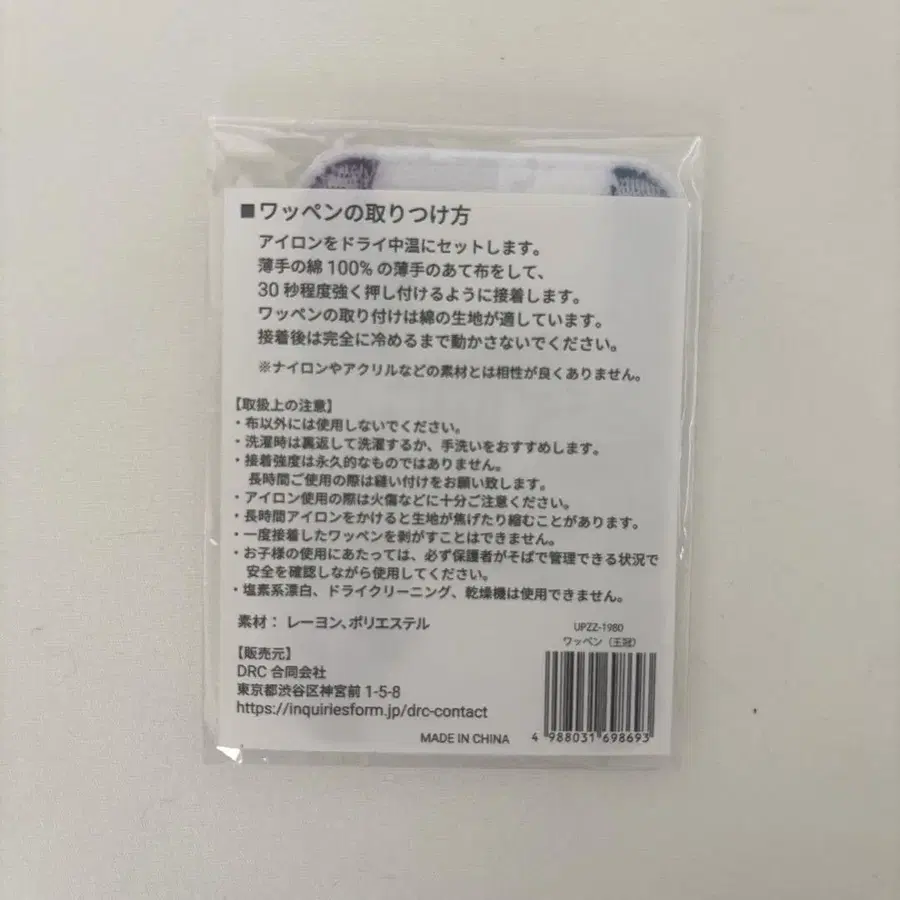 ■ワッペンの取りつけ方
アイロンをドライ中温にセットします。
薄手の綿100%の薄手のあて布をして、
30秒程度強く押し付けるように接着します。
ワッペンの取り付けは綿の生地が適しています。
接着後は完全に冷めるまで動かさないでください。
※ナイロンやアクリルなどの素材とは相性が良くありません。
【取扱上の注意】
・布以外には使用しないでください。
・洗濯時は裏返して洗濯するか、手洗いをおすすめします。
・接着強度は永久的なものではありません。
長時間ご使用の際は縫い付けをお願い致します。
・アイロン使用の際は火傷などに十分ご注意ください。
・長時間アイロンをかけると生地が焦げたり縮むことがあります。
・一度接着したワッペンを剥がすことはできません。
・お子様の使用にあたっては、必ず保護者がそばで管理できる状況で
安全を確認しながら使用してください。
・塩素系漂白、ドライクリーニング、乾燥機は使用できません。
素材： レーヨン、ポリエステル
【販売元】
DRC 合同会社
東京都渋谷区神宮前 1-5-8
https://inquiriesform.jp/drc-contact
MADE IN CHINA
UPZZ-1980
ワッペン（王冠）
4 988031 698693